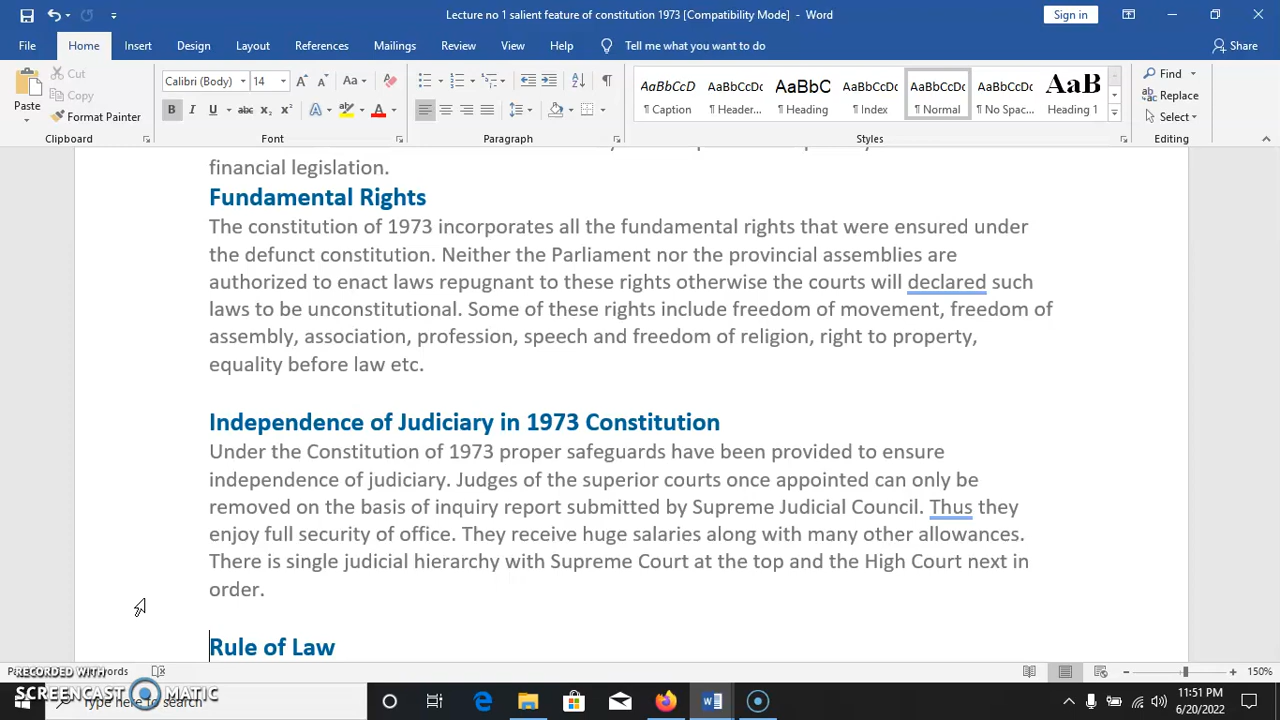 Lecture no 1 salient feature of constitution 1973 [Compatibility Mode] - Word
Sign in
File Home Insert Design Layout References Mailings Review View Help Tell me what you want to do Share
Paste
Cut
Copy
Format Painter
Clipboard
Calibri (Body) 14
Font
Paragraph
AaBbCcD AaBbCcDc AaBbC AaBbCcDc AaBbCcDc AaBbCcDc AaB
¶ Caption ¶ Header... ¶ Heading ¶ Index ¶ Normal ¶ No Spac... Heading 1
Styles
Find
Replace
Select
Editing
financial legislation.
Fundamental Rights
The constitution of 1973 incorporates all the fundamental rights that were ensured under
the defunct constitution. Neither the Parliament nor the provincial assemblies are
authorized to enact laws repugnant to these rights otherwise the courts will declared such
laws to be unconstitutional. Some of these rights include freedom of movement, freedom of
assembly, association, profession, speech and freedom of religion, right to property,
equality before law etc.
Independence of Judiciary in 1973 Constitution
Under the Constitution of 1973 proper safeguards have been provided to ensure
independence of judiciary. Judges of the superior courts once appointed can only be
removed on the basis of inquiry report submitted by Supreme Judicial Council. Thus they
enjoy full security of office. They receive huge salaries along with many other allowances.
There is single judicial hierarchy with Supreme Court at the top and the High Court next in
order.
Rule of Law
150%
RECORDED WITH
SCREENCAST MATIC
Type here to search
11:51 PM
6/20/2022